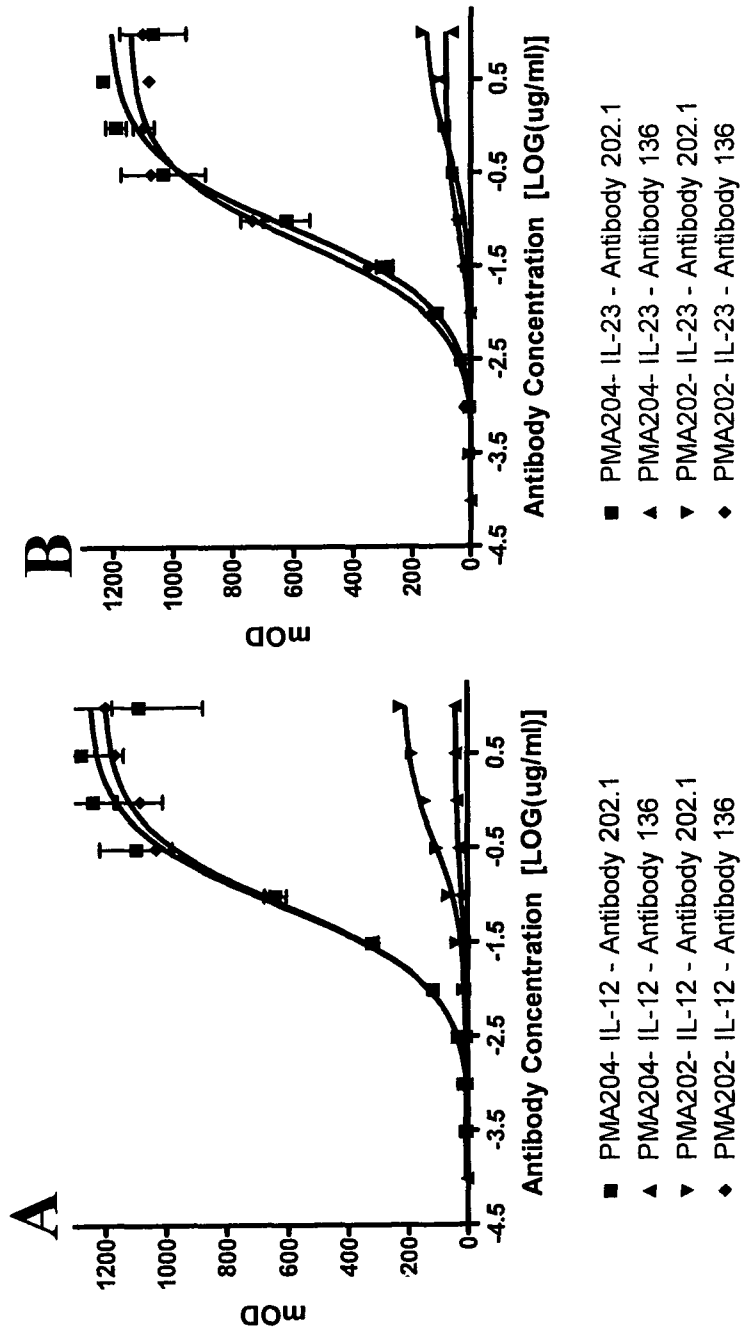 A
mOD
1200
1000
800
600
400
200
0
-4.5
-3.5
-2.5
-1.5
-0.5
0.5
Antibody Concentration [LOG(ug/ml)]
PMA204- IL-12 - Antibody 202.1
PMA204- IL-12 - Antibody 136
PMA202- IL-12 - Antibody 202.1
PMA202- IL-12 - Antibody 136
B
mOD
1200
1000
800
600
400
200
0
-4.5
-3.5
-2.5
-1.5
-0.5
0.5
Antibody Concentration [LOG(ug/ml)]
PMA204- IL-23 - Antibody 202.1
PMA204- IL-23 - Antibody 136
PMA202- IL-23 - Antibody 202.1
PMA202- IL-23 - Antibody 136